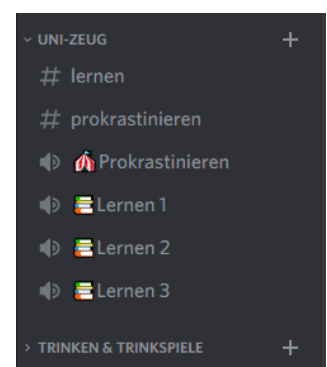 UNI-ZEUG
# lernen
# prokrastinieren
🎪Prokrastinieren
📚Lernen 1
📚Lernen 2
📚Lernen 3
TRINKEN & TRINKSPIELE